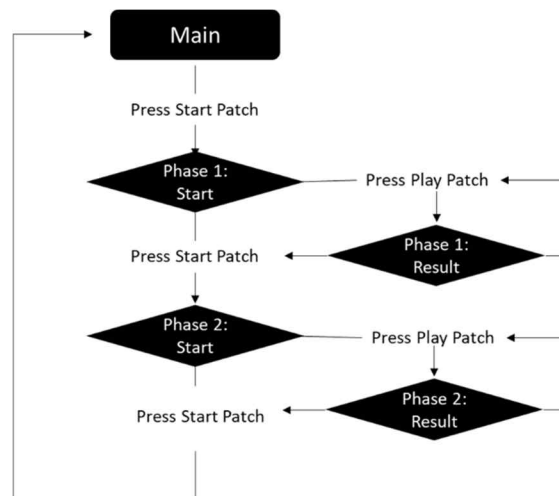 Main
Press Start Patch
Phase 1:
Start
Press Play Patch
Press Start Patch
Phase 1:
Result
Phase 2:
Start
Press Play Patch
Press Start Patch
Phase 2:
Result